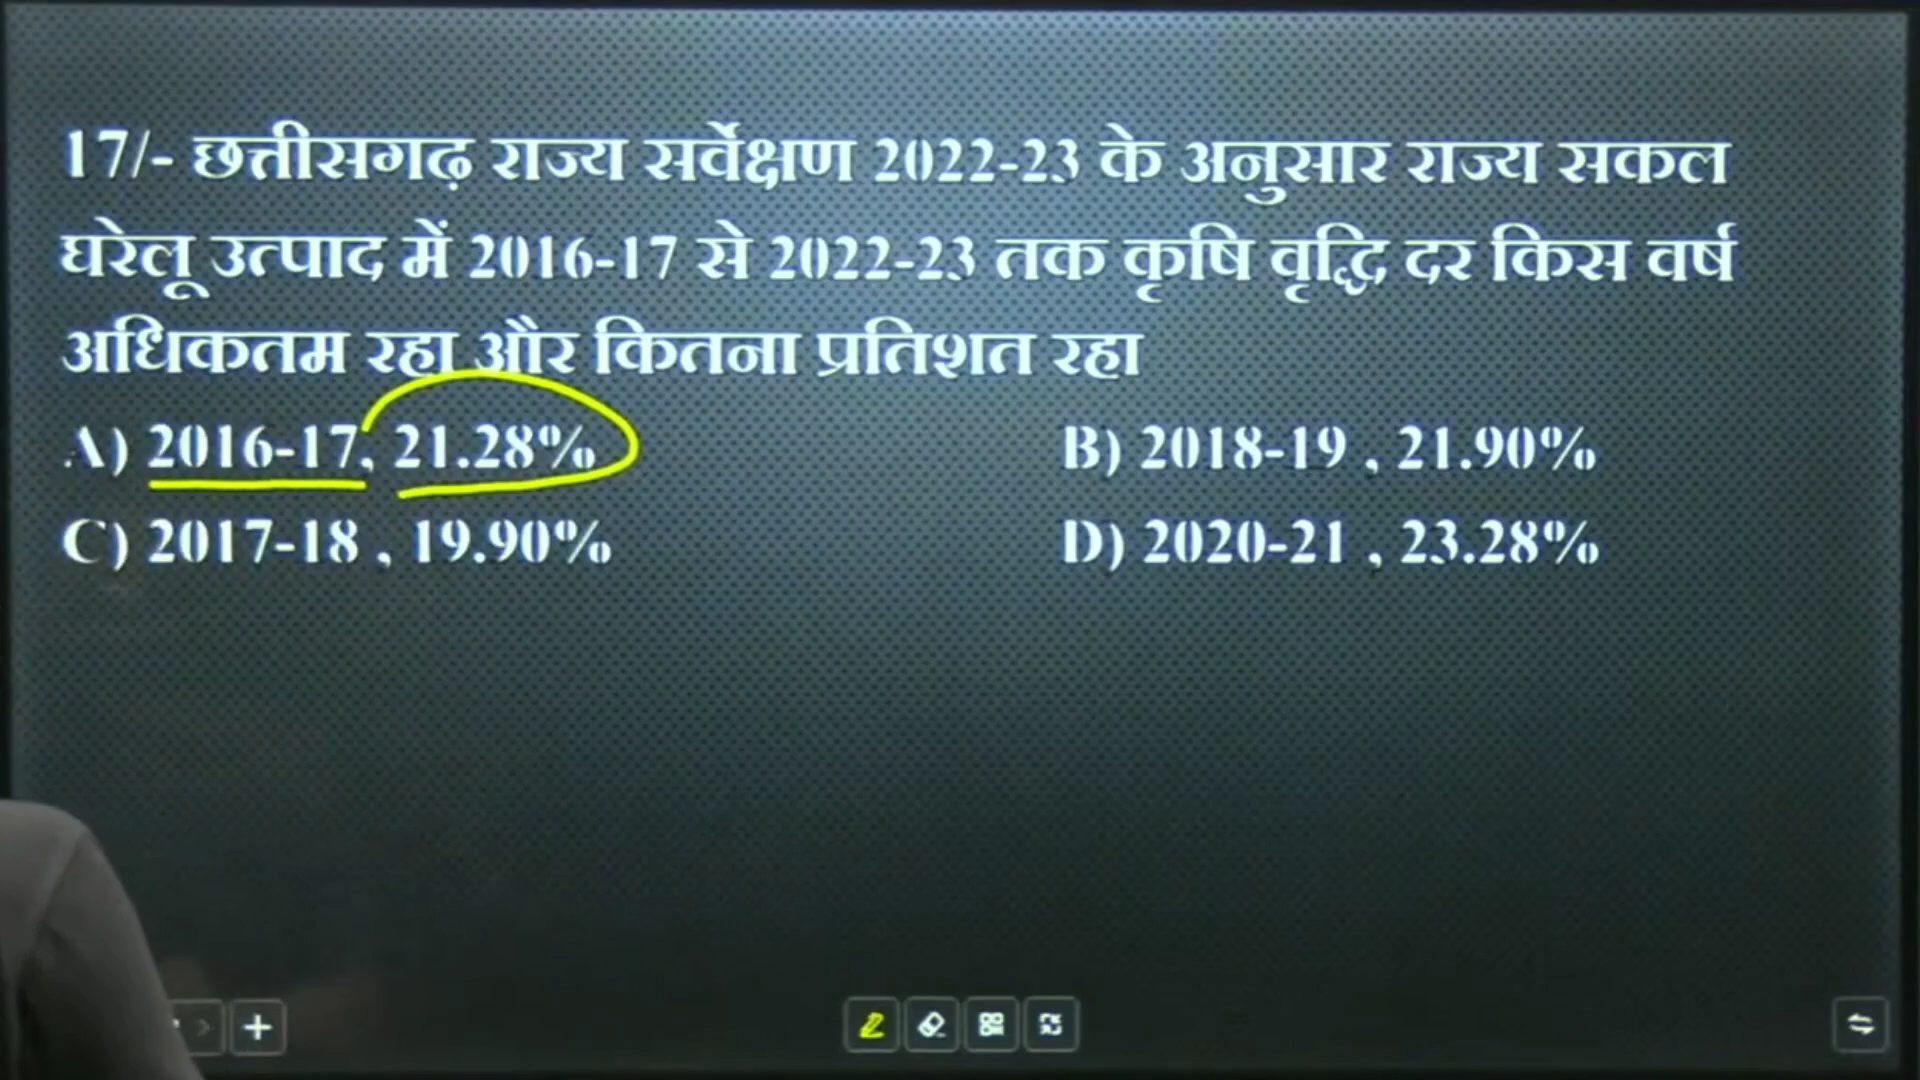 17/- छत्तीसगढ़ राज्य सर्वेक्षण 2022-23 के अनुसार राज्य सकल
घरेलू उत्पाद में 2016-17 से 2022-23 तक कृषि वृद्धि दर किस वर्ष
अधिकतम रहा और कितना प्रतिशत रहा
A) 2016-17, 21.28% B) 2018-19 , 21.90%
C) 2017-18 , 19.90% D) 2020-21 , 23.28%